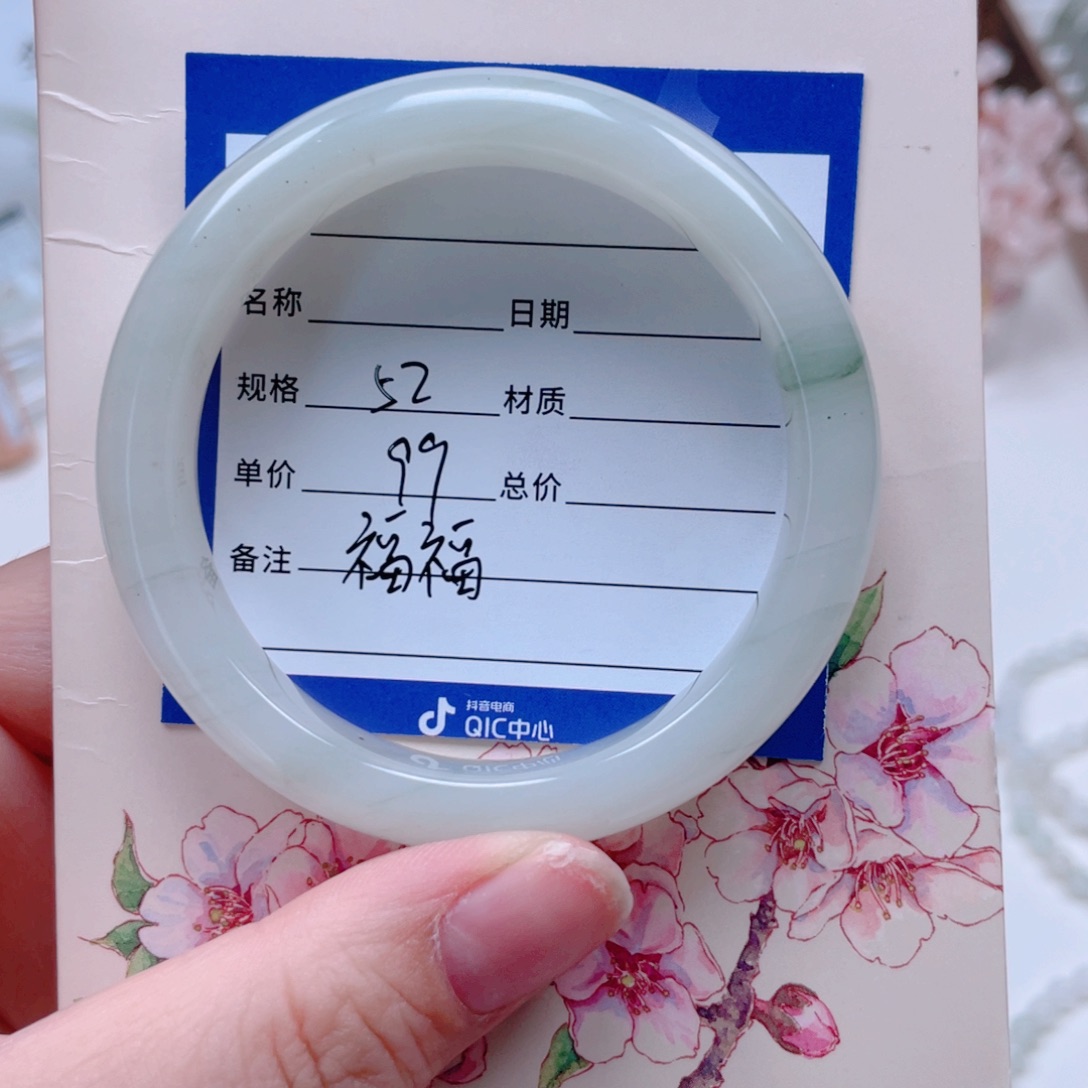 名称 日期
规格 52 材质
单价 99 总价
备注 福福
抖音电商
QIC中心